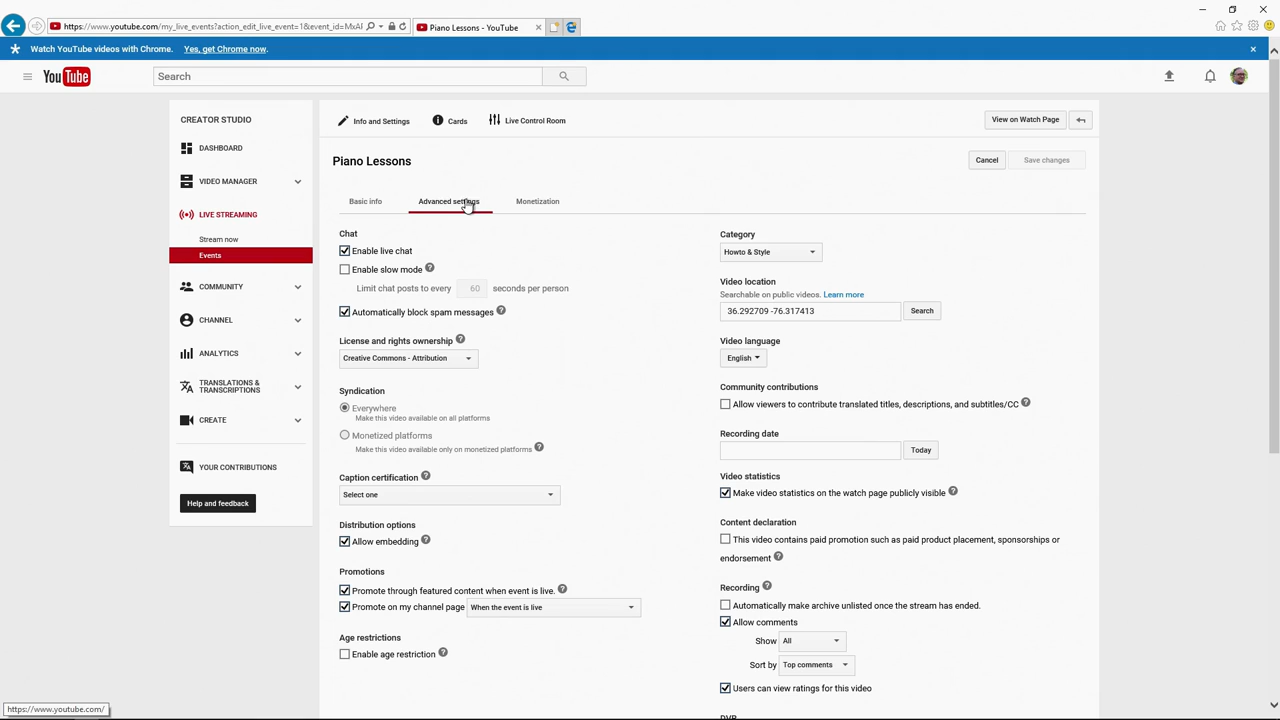 https://www.youtube.com/my_live_events?action_edit_live_event=1&event_id=MxAF
Piano Lessons - YouTube
Watch YouTube videos with Chrome. Yes, get Chrome now.
YouTube
Search
CREATOR STUDIO
DASHBOARD
VIDEO MANAGER
LIVE STREAMING
Stream now
Events
COMMUNITY
CHANNEL
ANALYTICS
TRANSLATIONS &
TRANSCRIPTIONS
CREATE
YOUR CONTRIBUTIONS
Help and feedback
Info and Settings Cards Live Control Room View on Watch Page
Piano Lessons Cancel Save changes
Basic info Advanced settings Monetization
Chat
Enable live chat
Enable slow mode
Limit chat posts to every 60 seconds per person
Automatically block spam messages
License and rights ownership
Creative Commons - Attribution
Syndication
Everywhere
Make this video available on all platforms
Monetized platforms
Make this video available only on monetized platforms
Caption certification
Select one
Distribution options
Allow embedding
Promotions
Promote through featured content when event is live.
Promote on my channel page When the event is live
Age restrictions
Enable age restriction
Category
Howto & Style
Video location
Searchable on public videos. Learn more
36.292709 -76.317413 Search
Video language
English
Community contributions
Allow viewers to contribute translated titles, descriptions, and subtitles/CC
Recording date
Today
Video statistics
Make video statistics on the watch page publicly visible
Content declaration
This video contains paid promotion such as paid product placement, sponsorships or
endorsement
Recording
Automatically make archive unlisted once the stream has ended.
Allow comments
Show All
Sort by Top comments
Users can view ratings for this video
DVR
https://www.youtube.com/